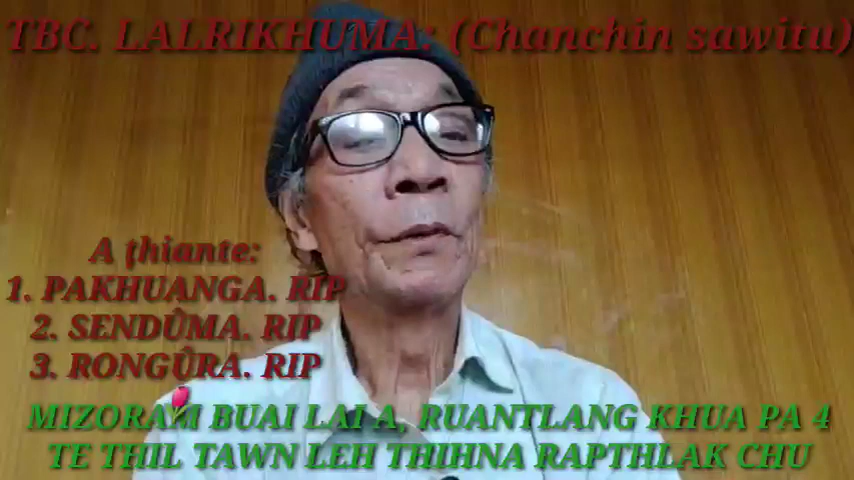 TBC. LALRIKHUMA: (Chanchin sawitu)
A ṭhiante:
1. PAKHUANGA. RIP
2. SENDÛMA. RIP
3. RONGÛRA. RIP
MIZORAM BUAI LAI A, RUANTLANG KHUA PA 4
TE THIL TAWN LEH THIHNA RAPTHLAK CHU